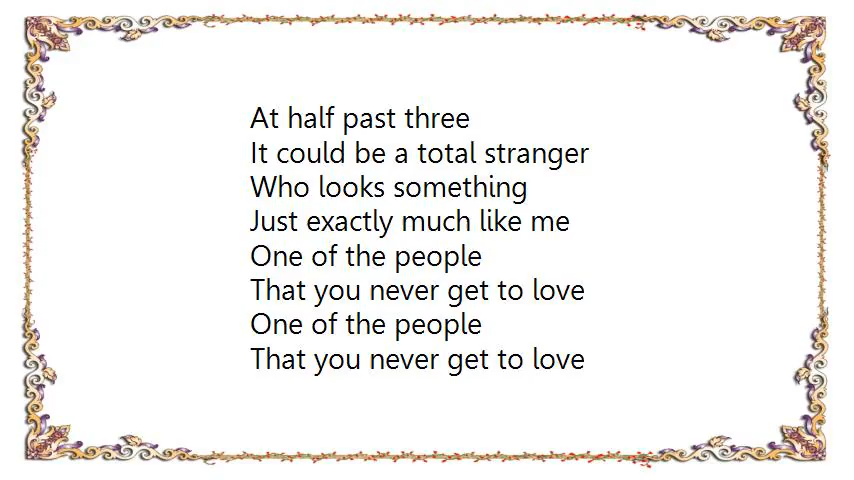 At half past three
It could be a total stranger
Who looks something
Just exactly much like me
One of the people
That you never get to love
One of the people
That you never get to love